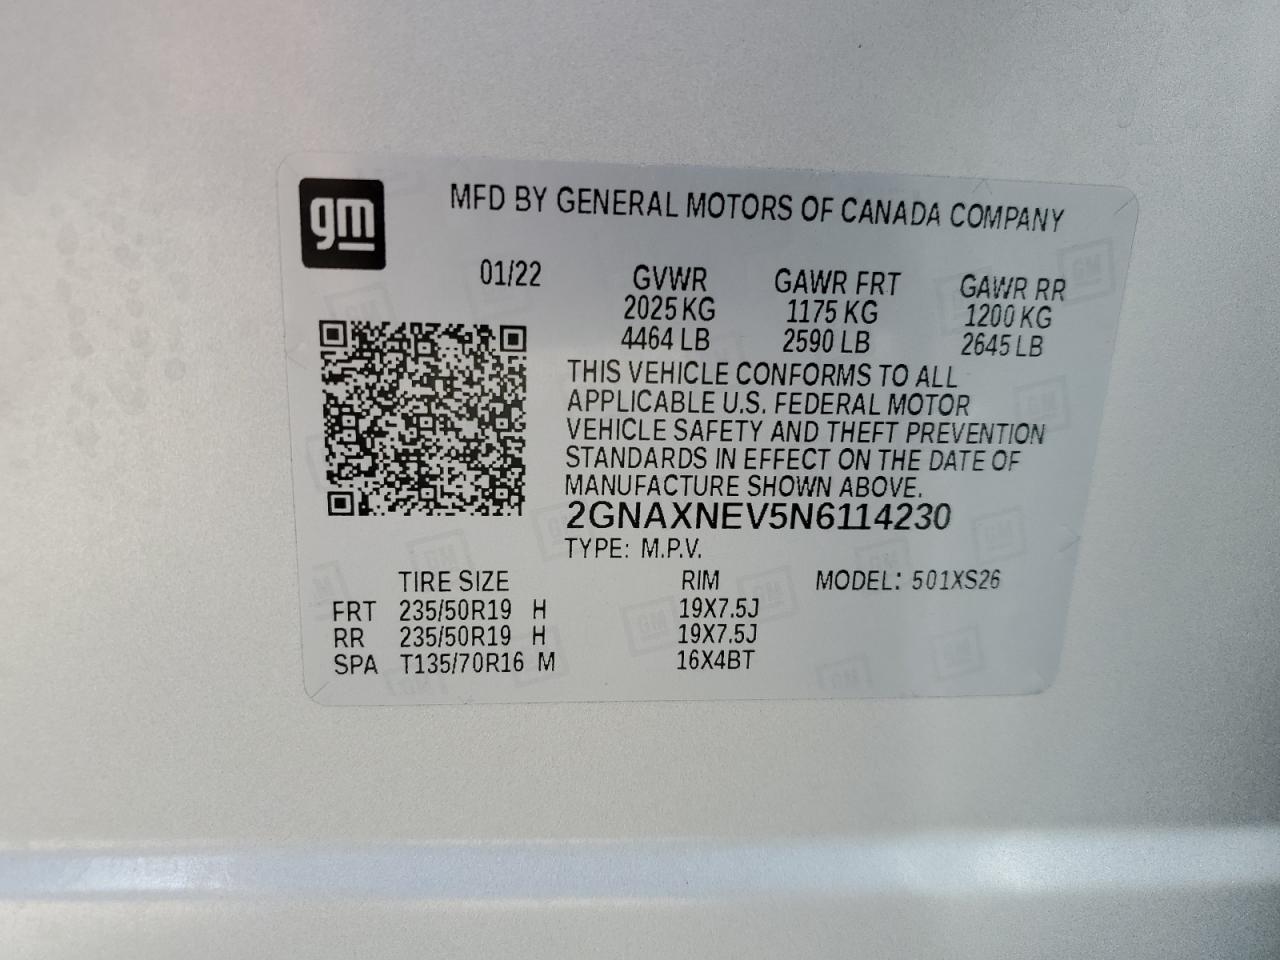 gm
MFD BY GENERAL MOTORS OF CANADA COMPANY
01/22 GVWR GAWR FRT GAWR RR
2025 KG 1175 KG 1200 KG
4464 LB 2590 LB 2645 LB
THIS VEHICLE CONFORMS TO ALL
APPLICABLE U.S. FEDERAL MOTOR
VEHICLE SAFETY AND THEFT PREVENTION
STANDARDS IN EFFECT ON THE DATE OF
MANUFACTURE SHOWN ABOVE.
2GNAXNEV5N6114230
TYPE: M.P.V.
TIRE SIZE RIM MODEL: 501XS26
FRT 235/50R19 H 19X7.5J
RR 235/50R19 H 19X7.5J
SPA T135/70R16 M 16X4BT